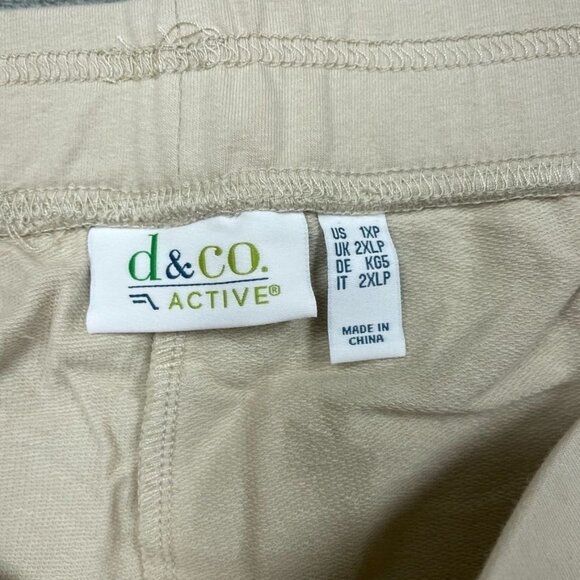 d&co.
ACTIVE®
US 1XP
UK 2XLP
DE KG5
IT 2XLP
MADE IN
CHINA